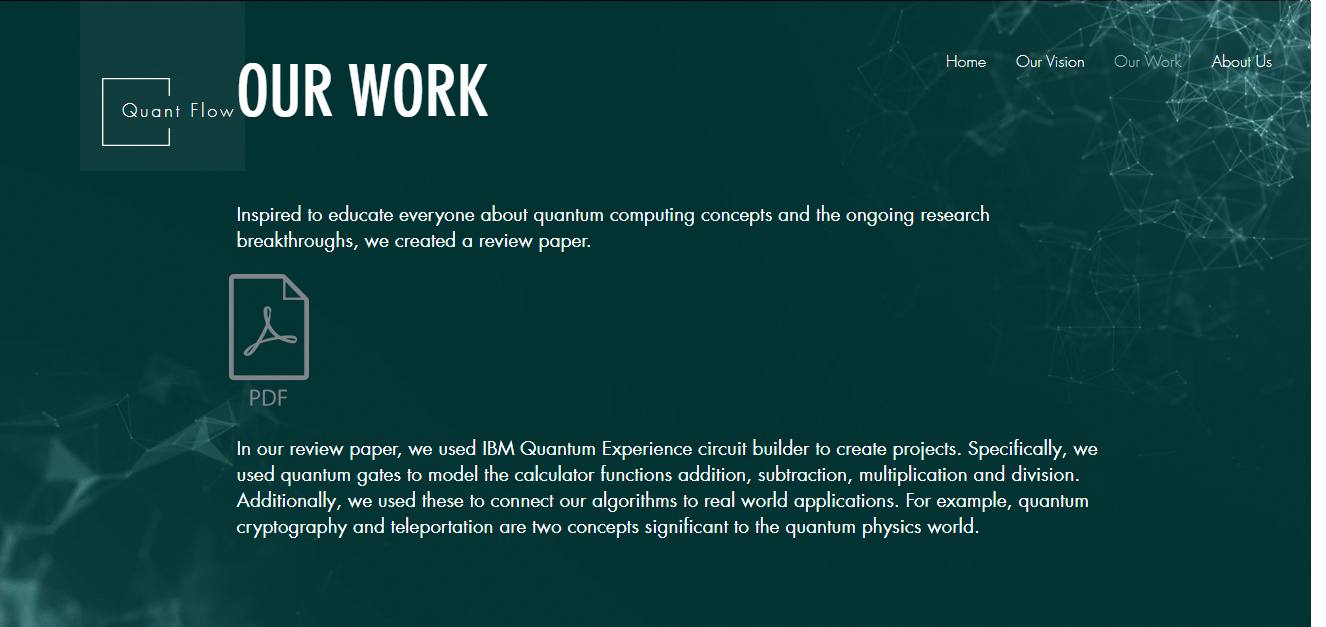 Home Our Vision Our Work About Us
Quant Flow
OUR WORK
Inspired to educate everyone about quantum computing concepts and the ongoing research
breakthroughs, we created a review paper.
PDF
In our review paper, we used IBM Quantum Experience circuit builder to create projects. Specifically, we
used quantum gates to model the calculator functions addition, subtraction, multiplication and division.
Additionally, we used these to connect our algorithms to real world applications. For example, quantum
cryptography and teleportation are two concepts significant to the quantum physics world.